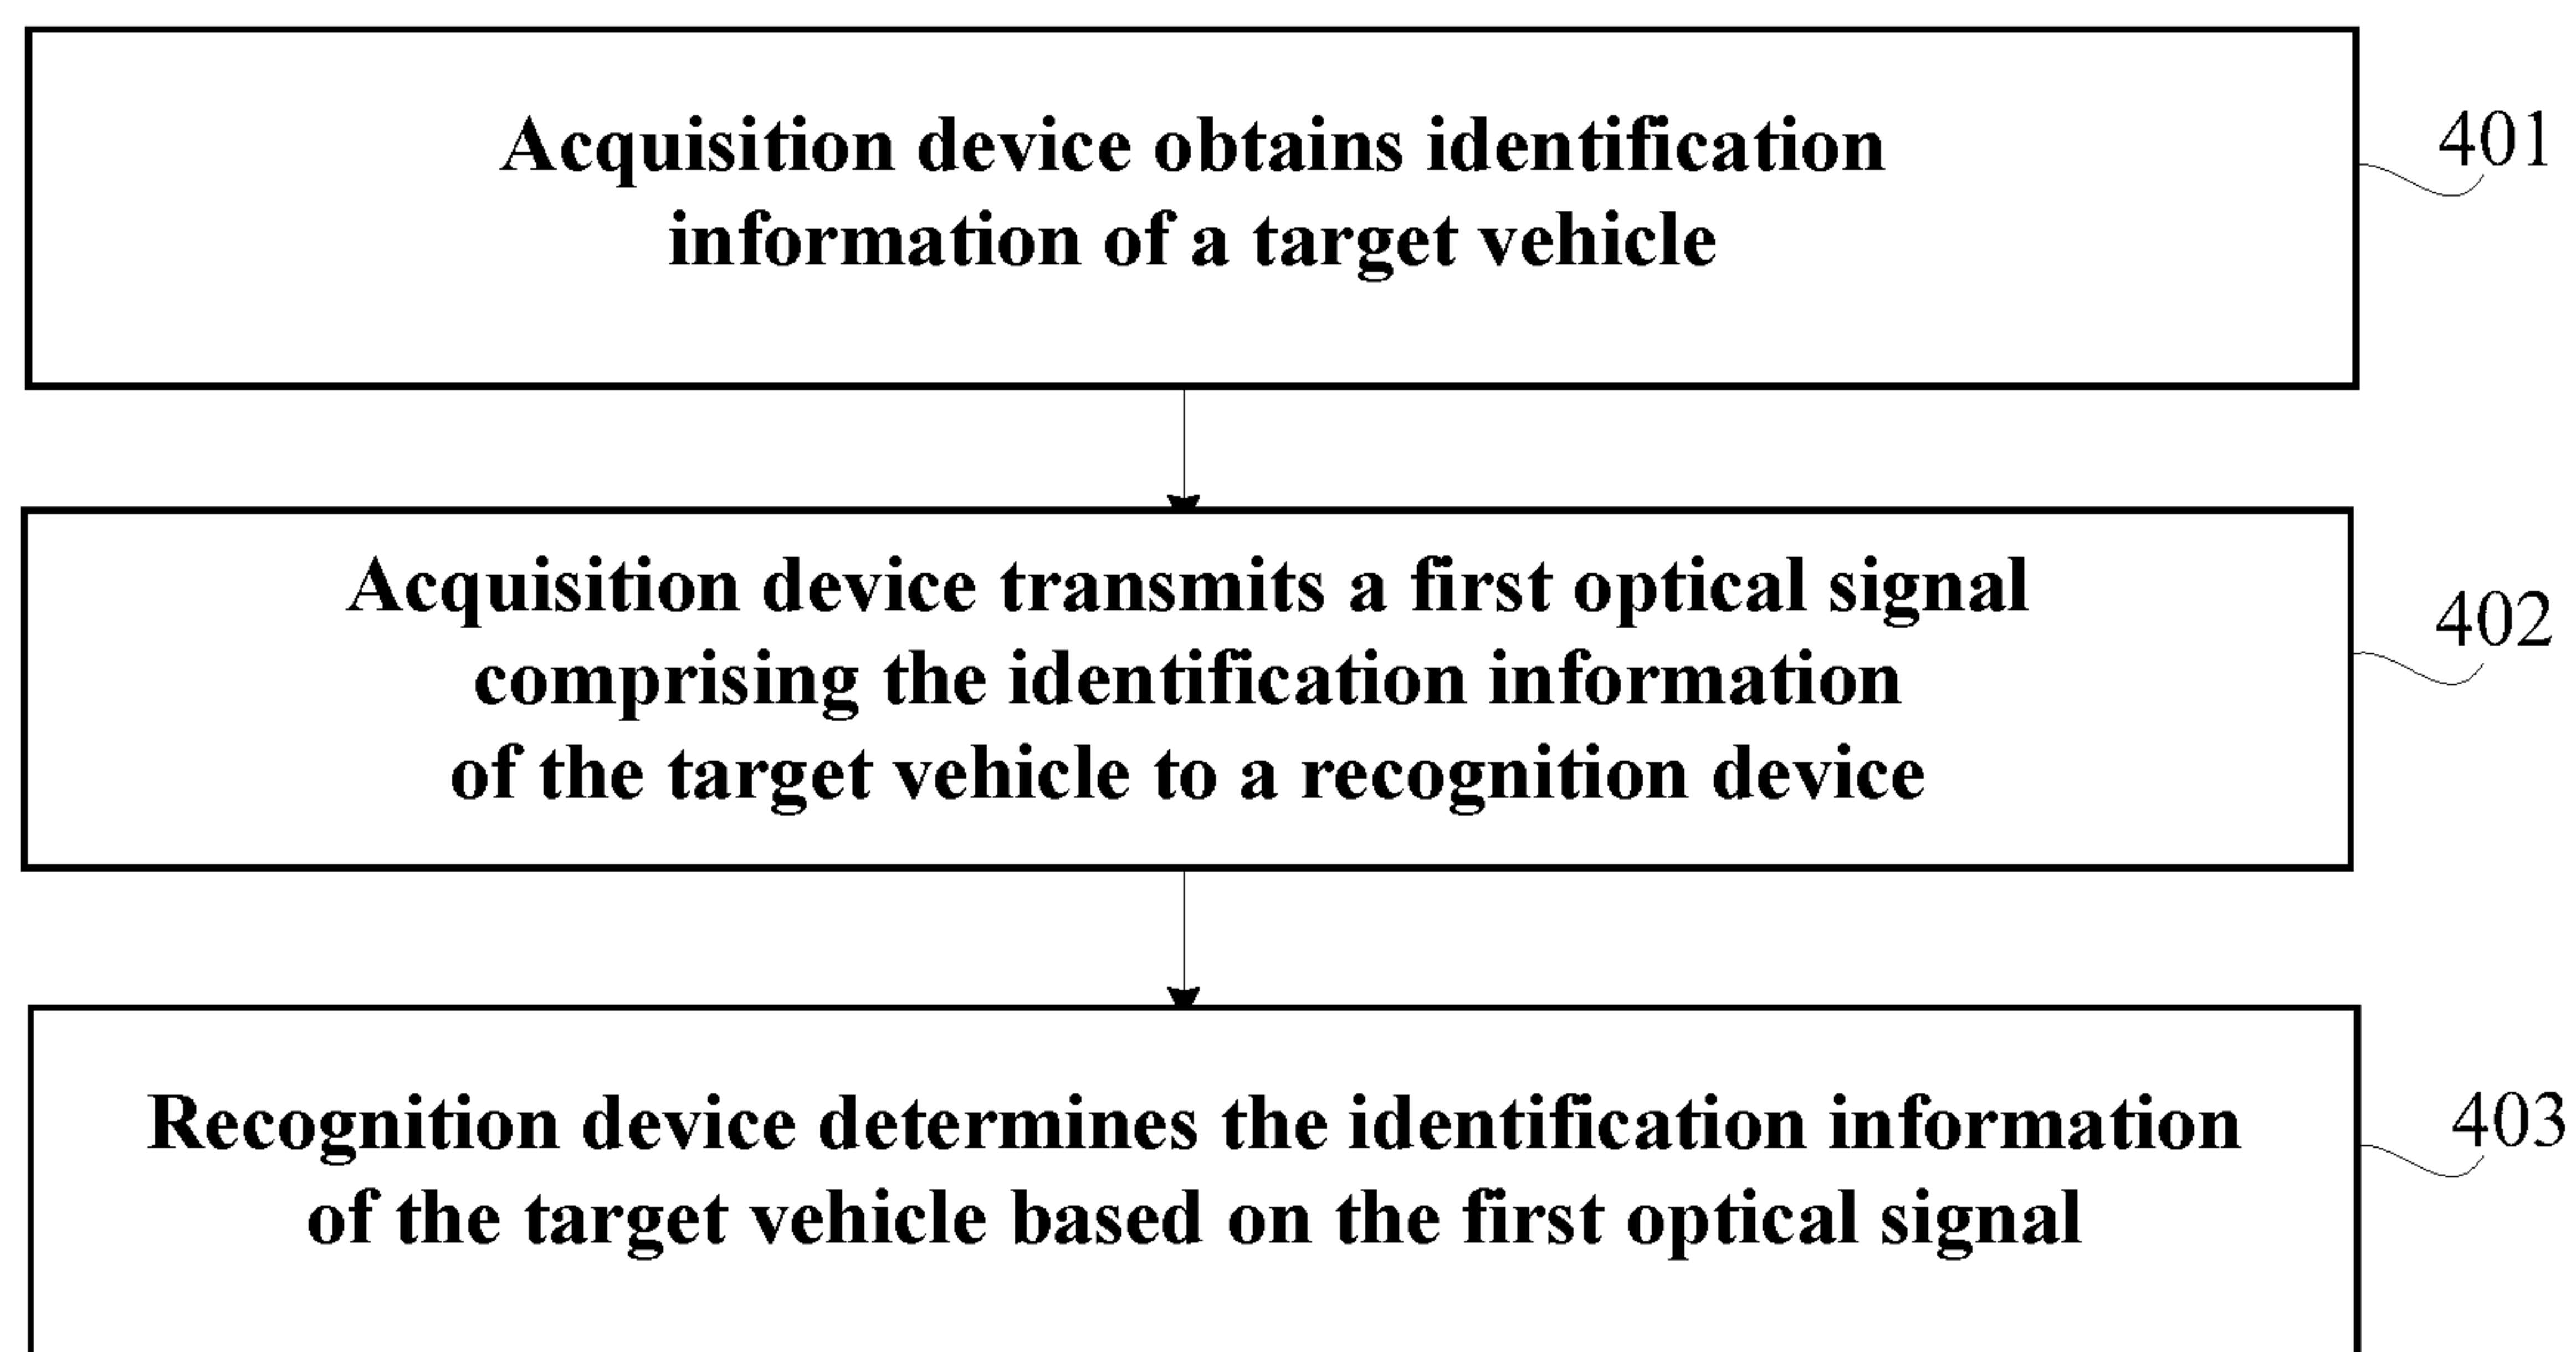 Acquisition device obtains identification
information of a target vehicle
401
Acquisition device transmits a first optical signal
comprising the identification information
of the target vehicle to a recognition device
402
Recognition device determines the identification information
of the target vehicle based on the first optical signal
403